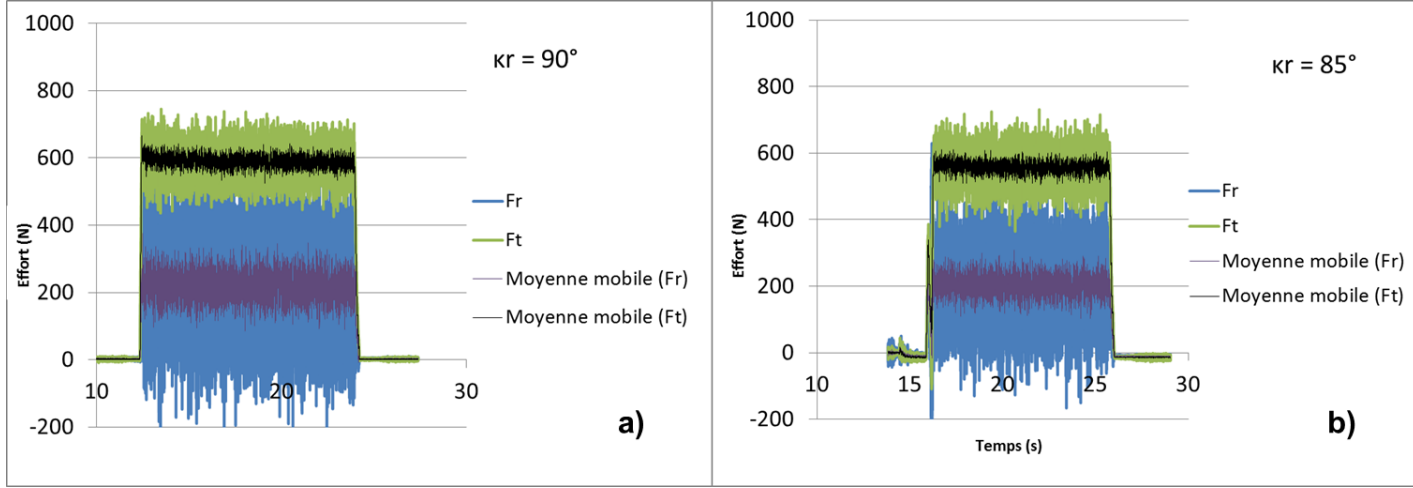 1000
800
600
400
200
0
-200
10
20
30
Effort (N)
κr = 90°
Fr
Ft
Moyenne mobile (Fr)
Moyenne mobile (Ft)
a)
1000
800
600
400
200
0
-200
10
15
20
25
30
Effort (N)
Temps (s)
κr = 85°
Fr
Ft
Moyenne mobile (Fr)
Moyenne mobile (Ft)
b)